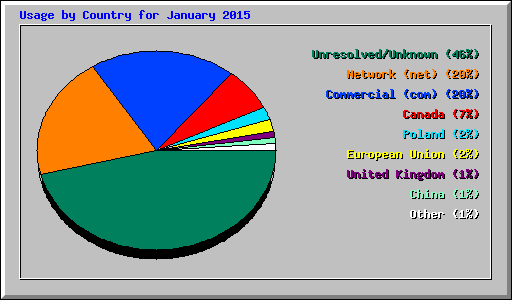 Usage by Country for January 2015
Unresolved/Unknown (46%)
Network (net) (20%)
Commercial (com) (20%)
Canada (7%)
Poland (2%)
European Union (2%)
United Kingdom (1%)
China (1%)
Other (1%)